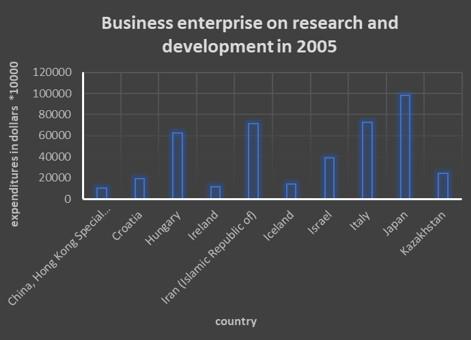 Business enterprise on research and
development in 2005
expenditures in dollars *10000
120000
100000
80000
60000
40000
20000
0
China, Hong Kong Special...
Croatia
Hungary
Ireland
Iran (Islamic Republic of)
Iceland
Israel
Italy
Japan
Kazakhstan
country